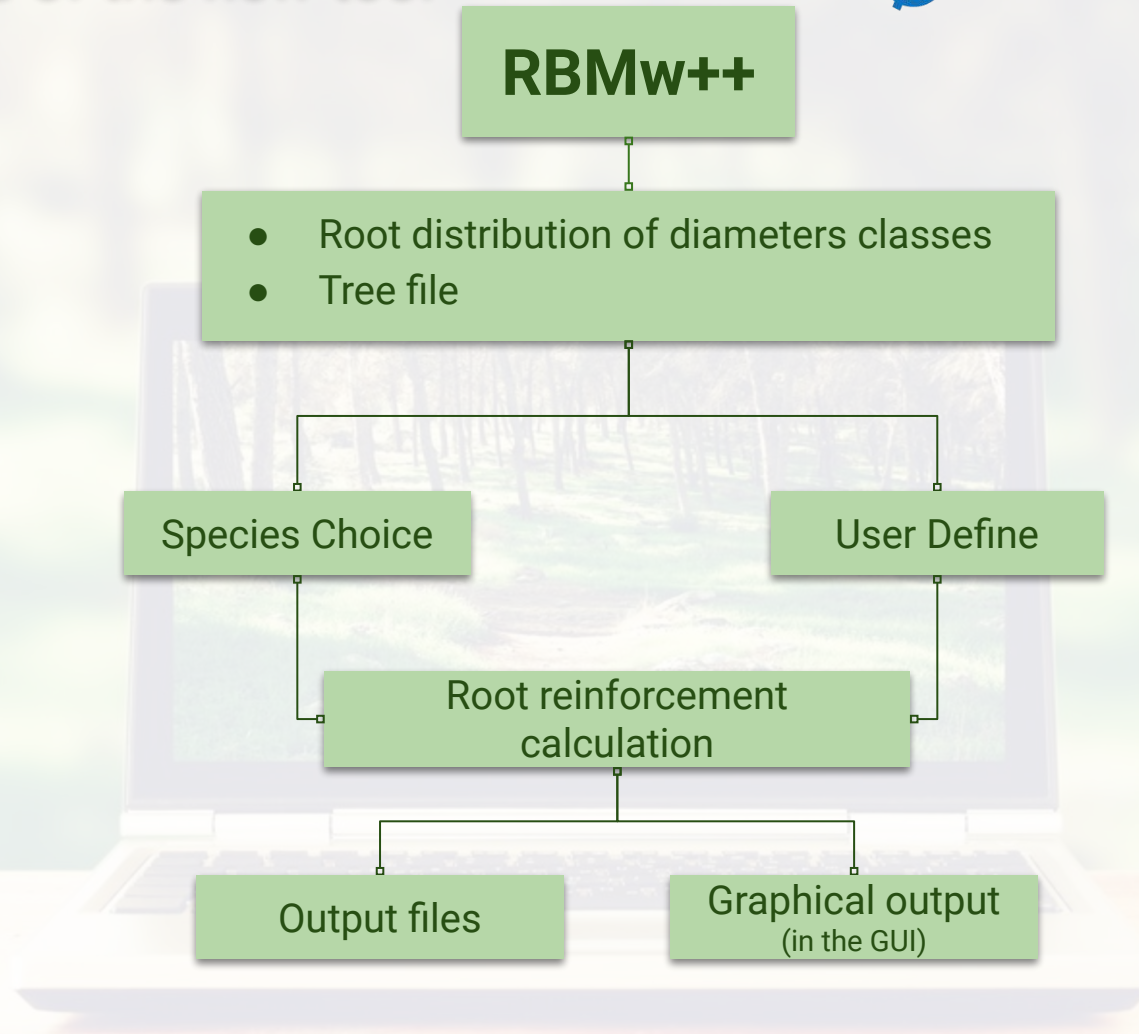 RBMw++
● Root distribution of diameters classes
● Tree file
Species Choice
User Define
Root reinforcement
calculation
Output files
Graphical output
(in the GUI)